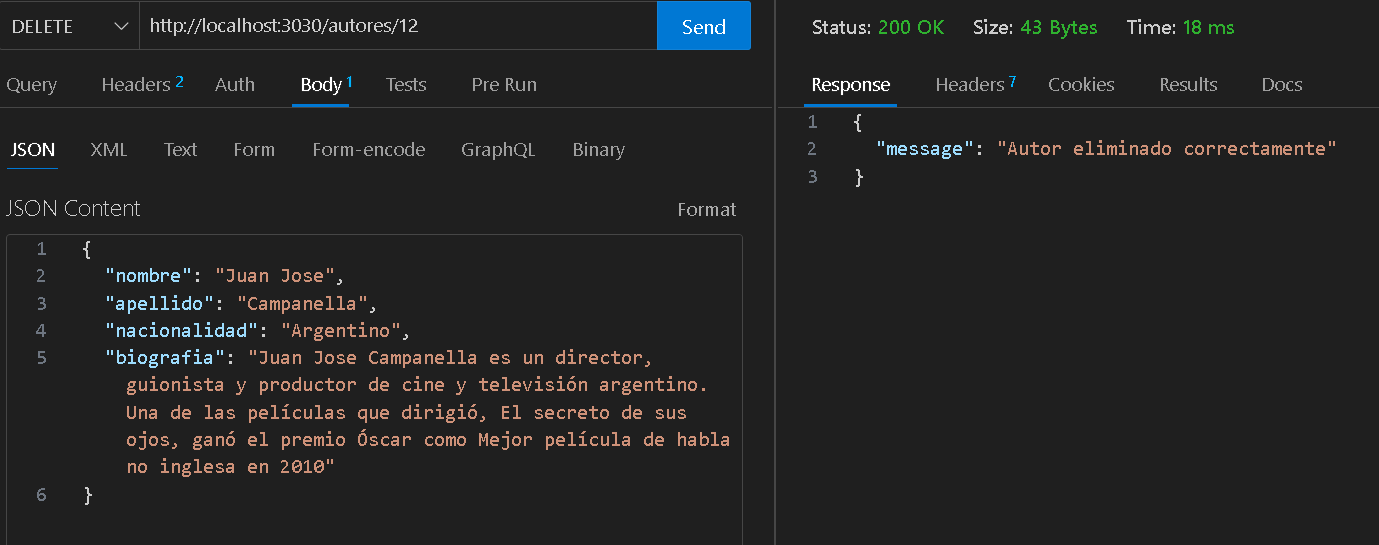 DELETE http://localhost:3030/autores/12 Send
Query Headers 2 Auth Body 1 Tests Pre Run
JSON XML Text Form Form-encode GraphQL Binary
JSON Content Format
1 {
2 "nombre": "Juan Jose",
3 "apellido": "Campanella",
4 "nacionalidad": "Argentino",
5 "biografia": "Juan Jose Campanella es un director,
guionista y productor de cine y televisión argentino.
Una de las películas que dirigió, El secreto de sus
ojos, ganó el premio Óscar como Mejor película de habla
no inglesa en 2010"
6 }
Status: 200 OK Size: 43 Bytes Time: 18 ms
Response Headers 7 Cookies Results Docs
1 {
2 "message": "Autor eliminado correctamente"
3 }